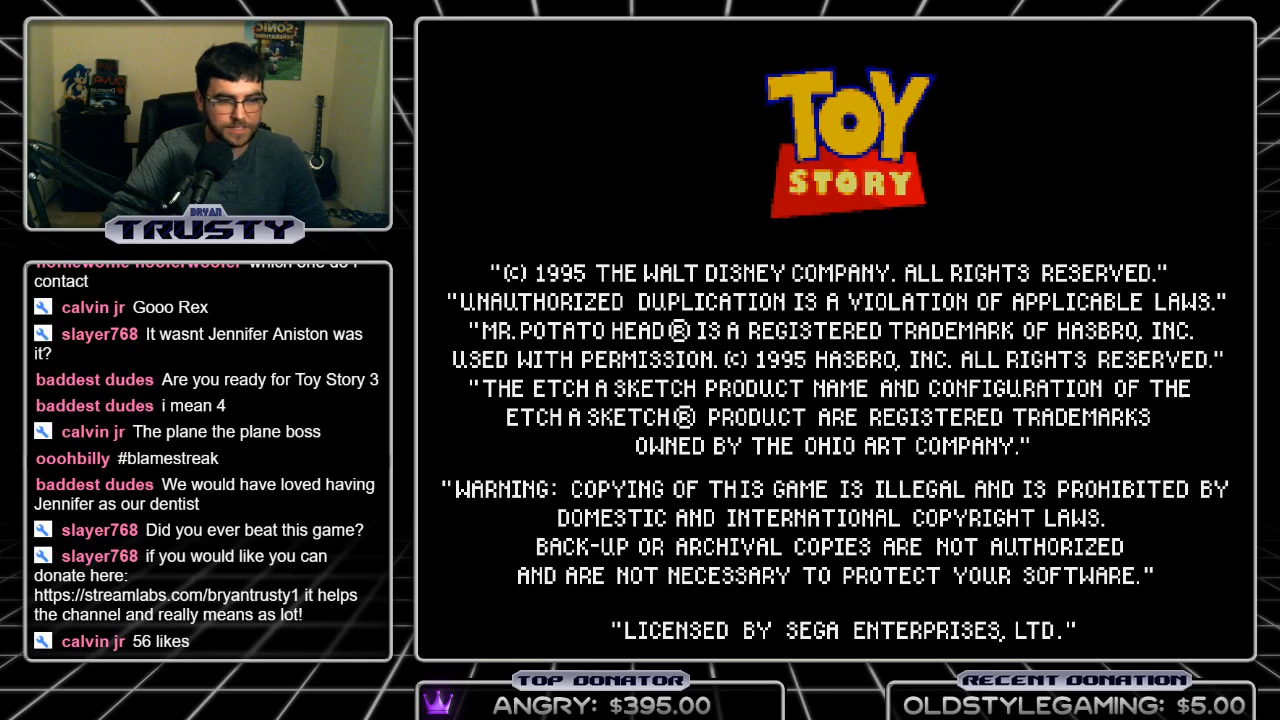 BRYAN
TRUSTY
contact
calvin jr Gooo Rex
slayer768 It wasnt Jennifer Aniston was
it?
baddest dudes Are you ready for Toy Story 3
baddest dudes i mean 4
calvin jr The plane the plane boss
ooohbilly #blamestreak
baddest dudes We would have loved having
Jennifer as our dentist
slayer768 Did you ever beat this game?
slayer768 if you would like you can
donate here:
https://streamlabs.com/bryantrusty1 it helps
the channel and really means as lot!
calvin jr 56 likes
TOY
STORY
"(C) 1995 THE WALT DISNEY COMPANY. ALL RIGHTS RESERVED."
"UNAUTHORIZED DUPLICATION IS A VIOLATION OF APPLICABLE LAWS."
"MR.POTATO HEAD® IS A REGISTERED TRADEMARK OF HASBRO, INC.
USED WITH PERMISSION. (C) 1995 HASBRO, INC. ALL RIGHTS RESERVED."
"THE ETCH A SKETCH PRODUCT NAME AND CONFIGURATION OF THE
ETCH A SKETCH® PRODUCT ARE REGISTERED TRADEMARKS
OWNED BY THE OHIO ART COMPANY."
"WARNING: COPYING OF THIS GAME IS ILLEGAL AND IS PROHIBITED BY
DOMESTIC AND INTERNATIONAL COPYRIGHT LAWS.
BACK-UP OR ARCHIVAL COPIES ARE NOT AUTHORIZED
AND ARE NOT NECESSARY TO PROTECT YOUR SOFTWARE."
"LICENSED BY SEGA ENTERPRISES, LTD."
TOP DONATOR
ANGRY: $395.00
RECENT DONATION
OLDSTYLEGAMING: $5.00